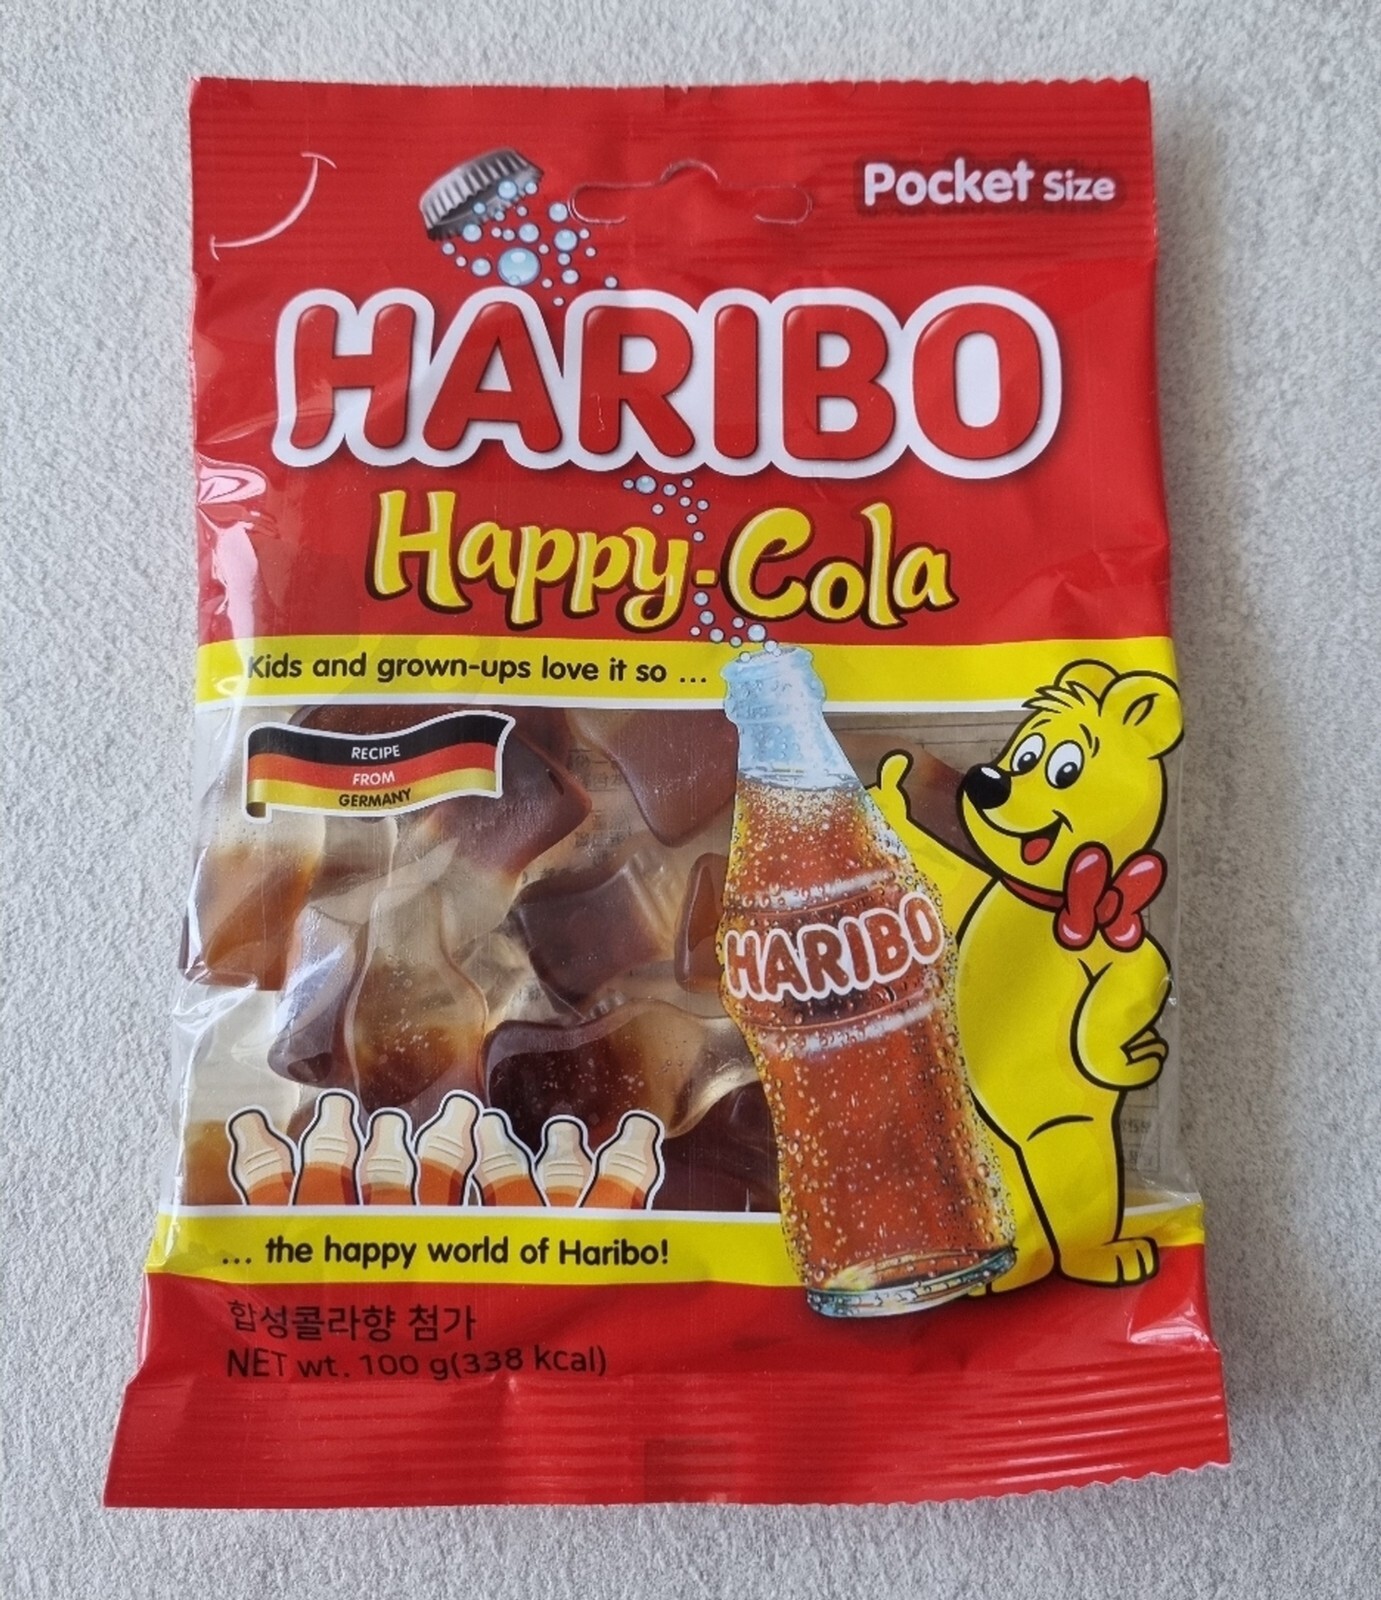 Pocket Size
HARIBO
Happy-Cola
Kids and grown-ups love it so ...
RECIPE
FROM
GERMANY
HARIBO
... the happy world of Haribo!
합성콜라향 첨가
NET wt. 100 g(338 kcal)